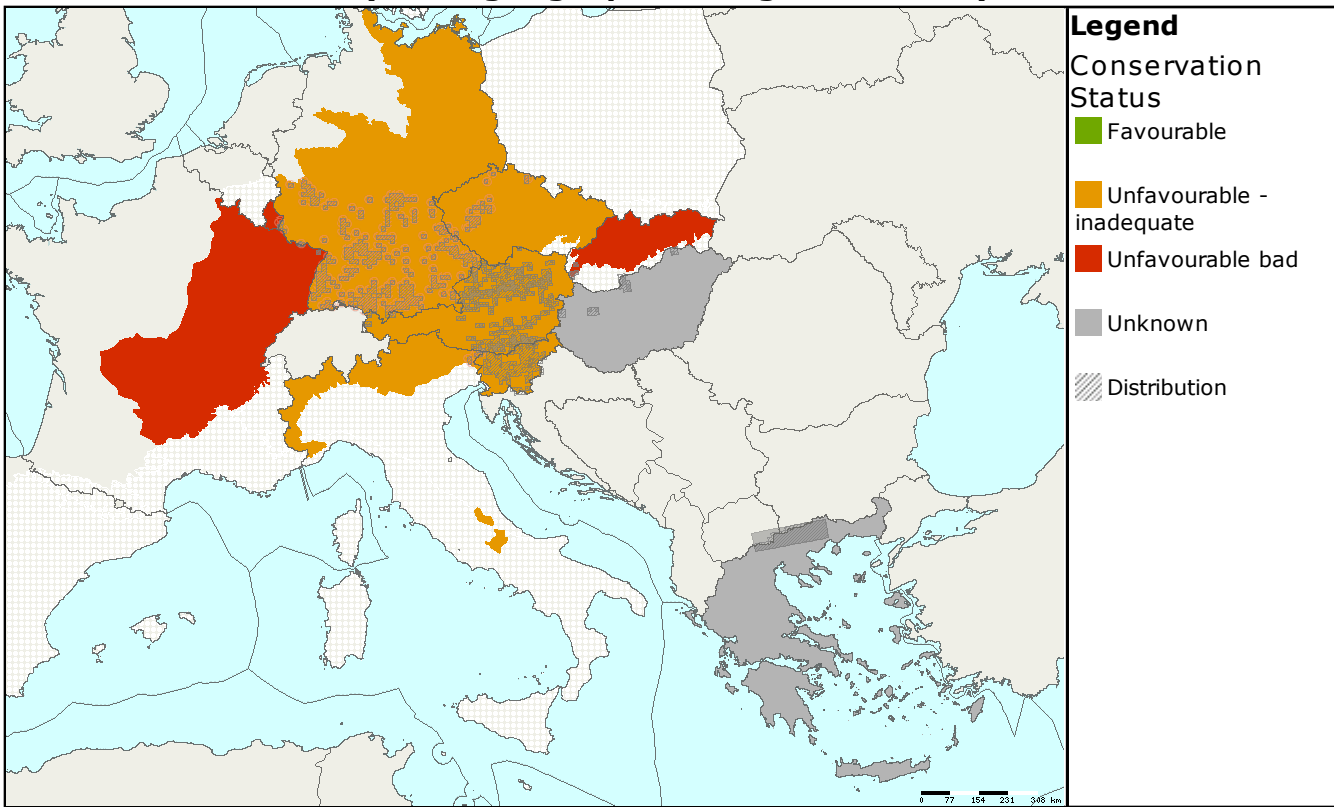 Legend
Conservation
Status
Favourable
Unfavourable -
inadequate
Unfavourable bad
Unknown
Distribution
0 77 154 231 308 km